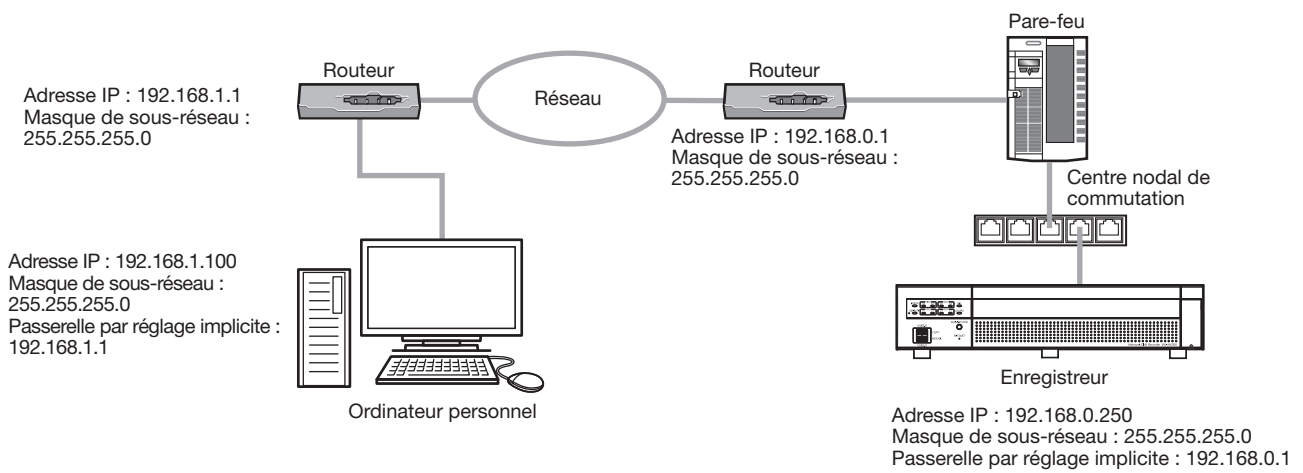 Pare-feu
Routeur
Réseau
Routeur
Adresse IP : 192.168.1.1
Masque de sous-réseau :
255.255.255.0
Adresse IP : 192.168.0.1
Masque de sous-réseau :
255.255.255.0
Centre nodal de
commutation
Adresse IP : 192.168.1.100
Masque de sous-réseau :
255.255.255.0
Passerelle par réglage implicite :
192.168.1.1
Ordinateur personnel
Enregistreur
Adresse IP : 192.168.0.250
Masque de sous-réseau : 255.255.255.0
Passerelle par réglage implicite : 192.168.0.1